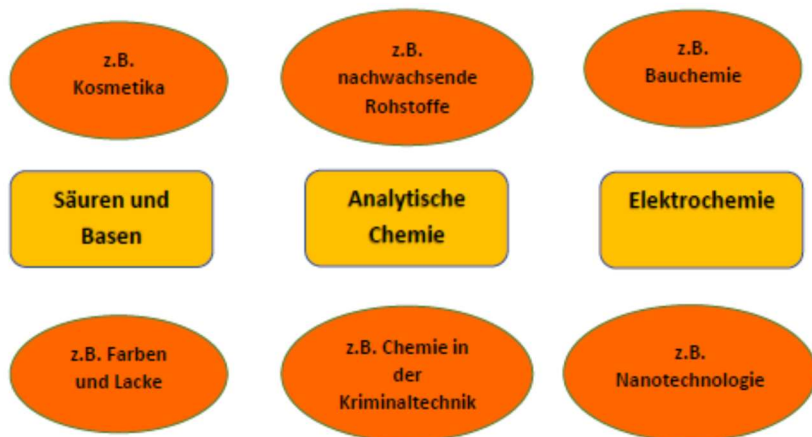 z.B.
Kosmetika
z.B.
nachwachsende
Rohstoffe
z.B.
Bauchemie
Säuren und
Basen
Analytische
Chemie
Elektrochemie
z.B. Farben
und Lacke
z.B. Chemie in
der
Kriminaltechnik
z.B.
Nanotechnologie